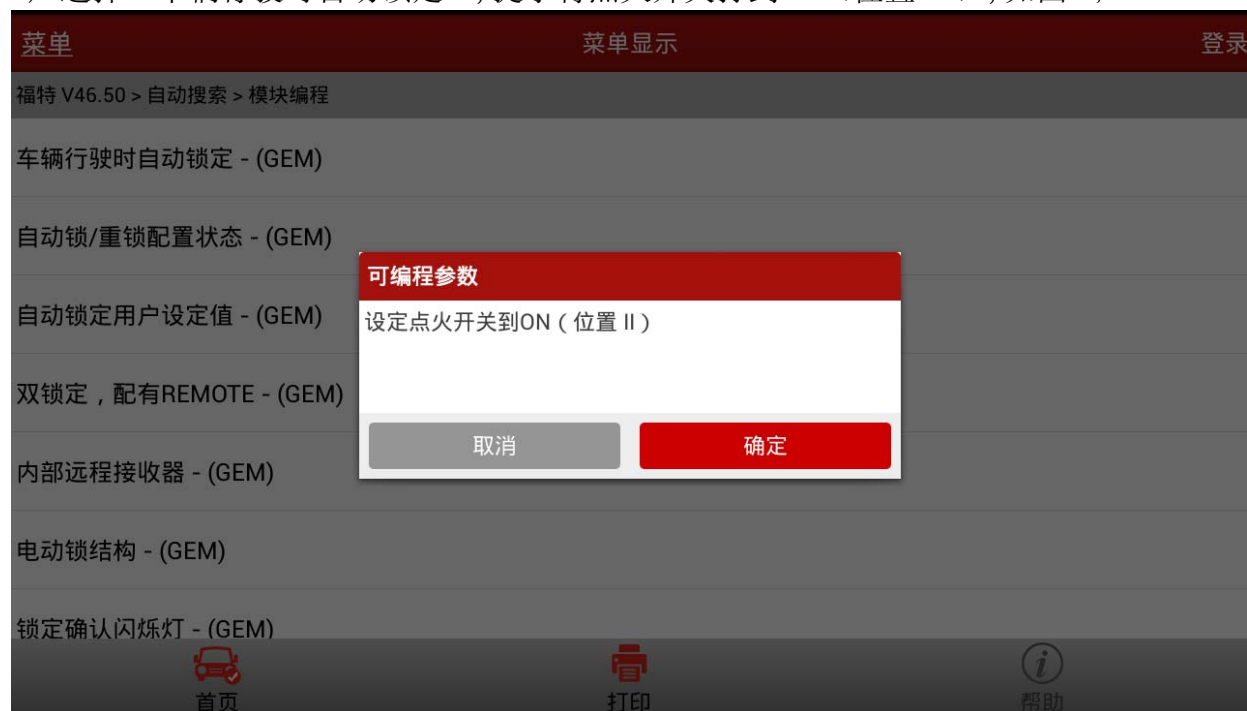 菜单 菜单显示 登录
福特 V46.50 > 自动搜索 > 模块编程
车辆行驶时自动锁定 - (GEM)
自动锁/重锁配置状态 - (GEM)
可编程参数
自动锁定用户设定值 - (GEM)
设定点火开关到ON ( 位置 II )
双锁定 , 配有REMOTE - (GEM)
取消 确定
内部远程接收器 - (GEM)
电动锁结构 - (GEM)
锁定确认闪烁灯 - (GEM)
首页 打印 帮助